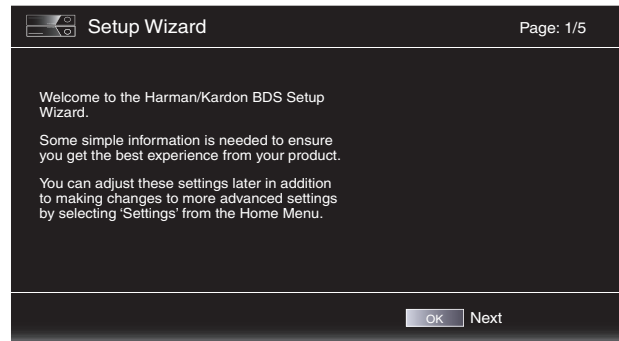 Setup Wizard
Page: 1/5
Welcome to the Harman/Kardon BDS Setup
Wizard.
Some simple information is needed to ensure
you get the best experience from your product.
You can adjust these settings later in addition
to making changes to more advanced settings
by selecting ‘Settings’ from the Home Menu.
OK Next